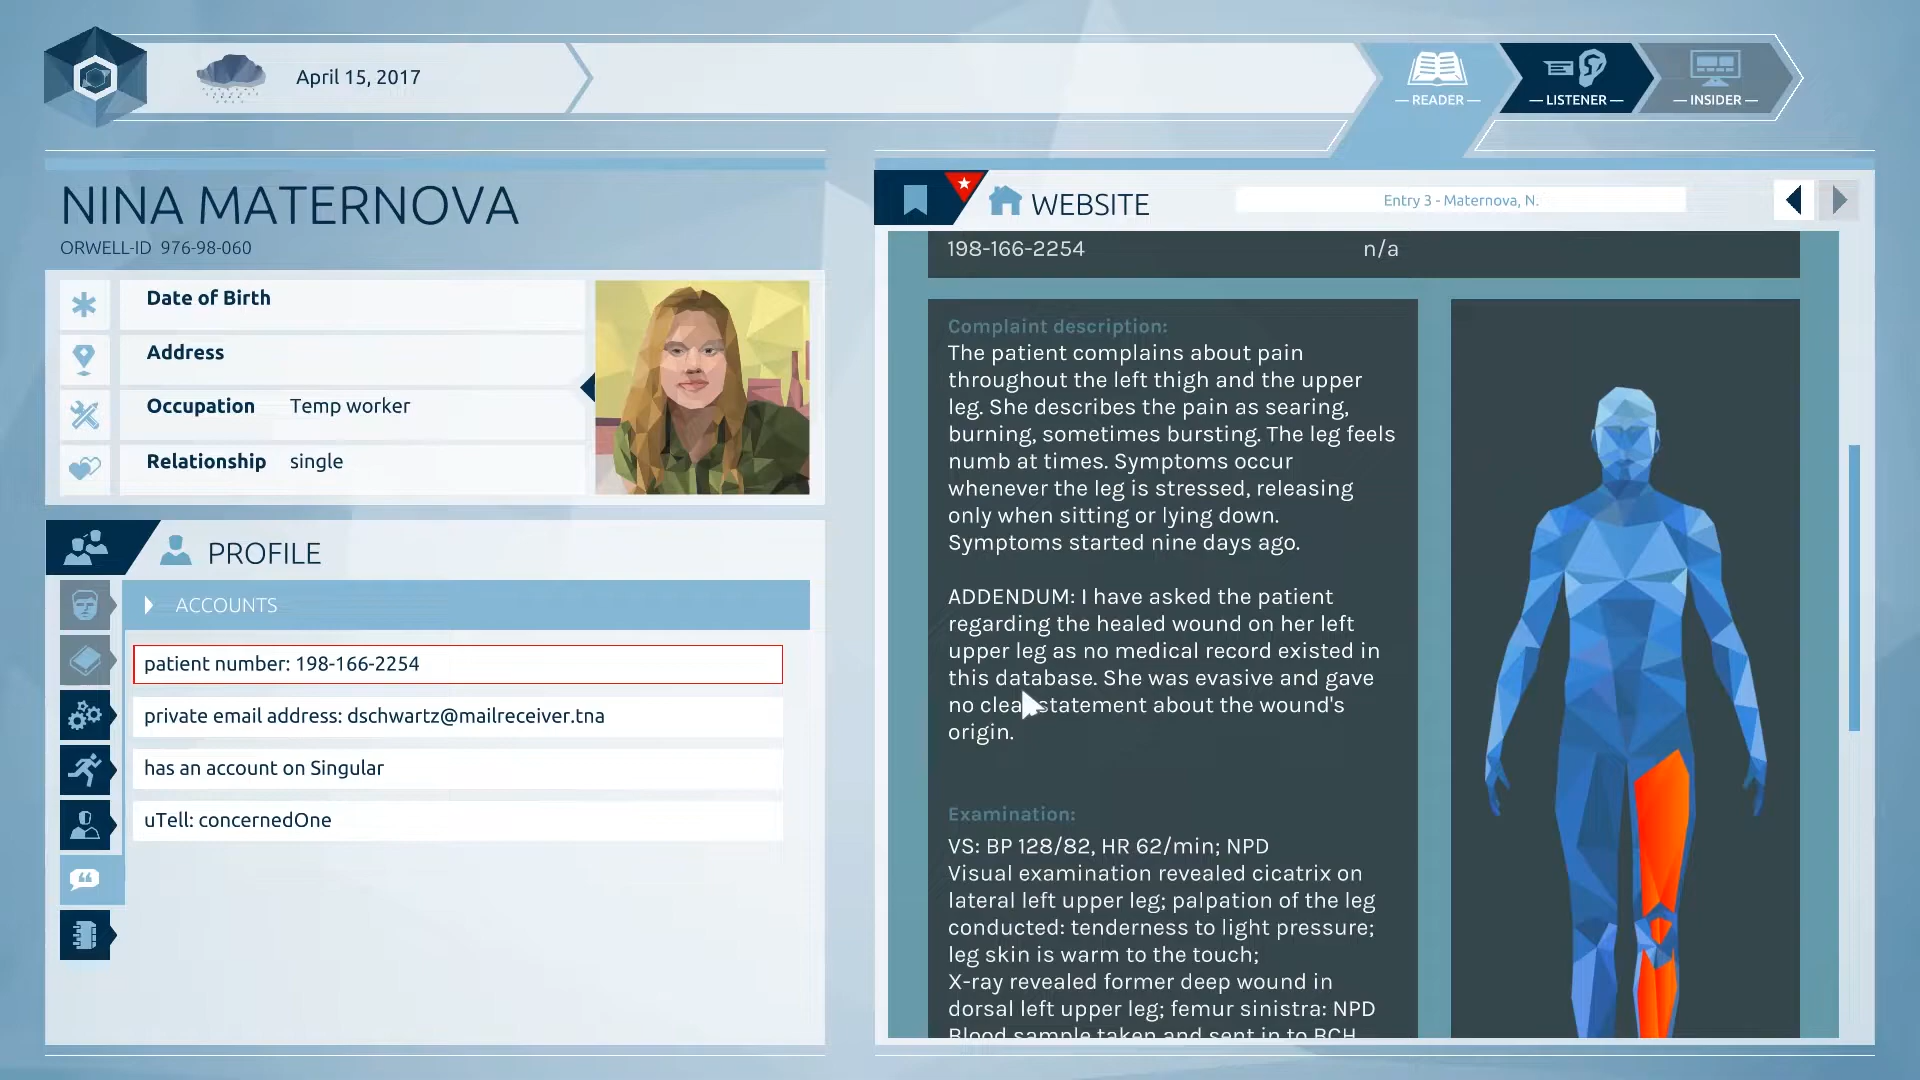 April 15, 2017
READER
LISTENER
INSIDER
NINA MATERNOVA
ORWELL-ID 976-98-060
Date of Birth
Address
Occupation Temp worker
Relationship single
PROFILE
ACCOUNTS
patient number: 198-166-2254
private email address: dschwartz@mailreceiver.tna
has an account on Singular
uTell: concernedOne
WEBSITE
Entry 3 - Maternova, N.
198-166-2254 n/a
Complaint description:
The patient complains about pain
throughout the left thigh and the upper
leg. She describes the pain as searing,
burning, sometimes bursting. The leg feels
numb at times. Symptoms occur
whenever the leg is stressed, releasing
only when sitting or lying down.
Symptoms started nine days ago.
ADDENDUM: I have asked the patient
regarding the healed wound on her left
upper leg as no medical record existed in
this database. She was evasive and gave
no clear statement about the wound's
origin.
Examination:
VS: BP 128/82, HR 62/min; NPD
Visual examination revealed cicatrix on
lateral left upper leg; palpation of the leg
conducted: tenderness to light pressure;
leg skin is warm to the touch;
X-ray revealed former deep wound in
dorsal left upper leg; femur sinistra: NPD
Blood sample taken and sent in to BCH